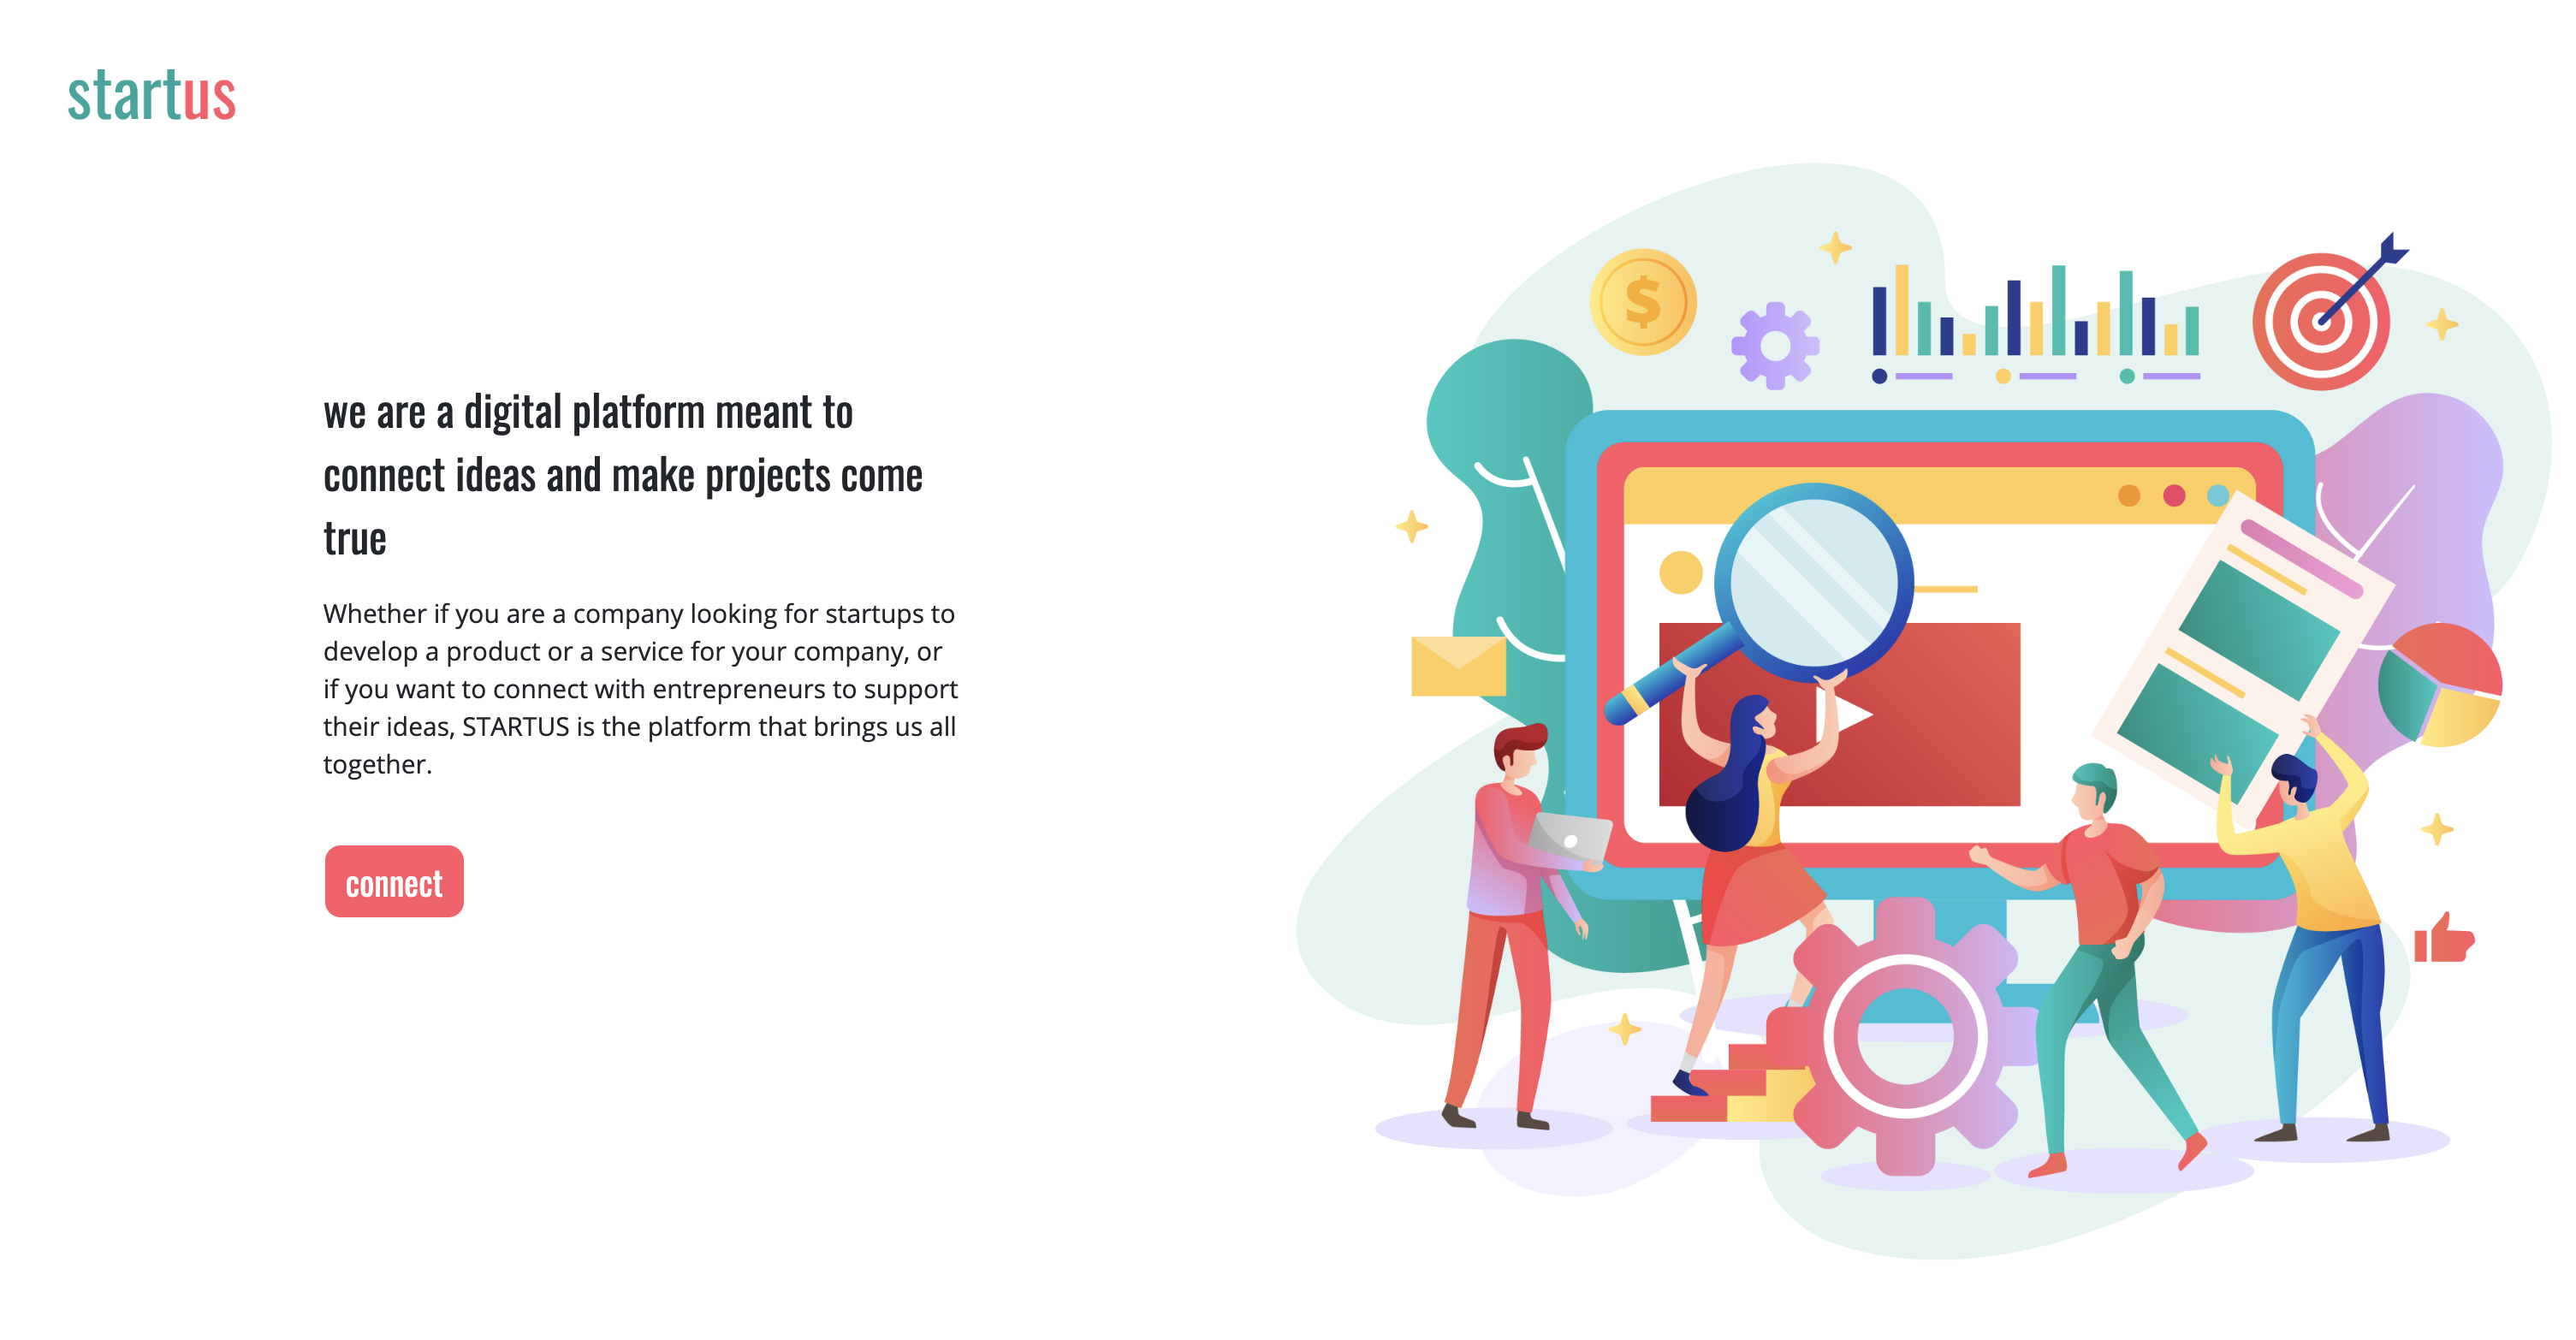 startus
we are a digital platform meant to
connect ideas and make projects come
true
Whether if you are a company looking for startups to
develop a product or a service for your company, or
if you want to connect with entrepreneurs to support
their ideas, STARTUS is the platform that brings us all
together.
connect
$